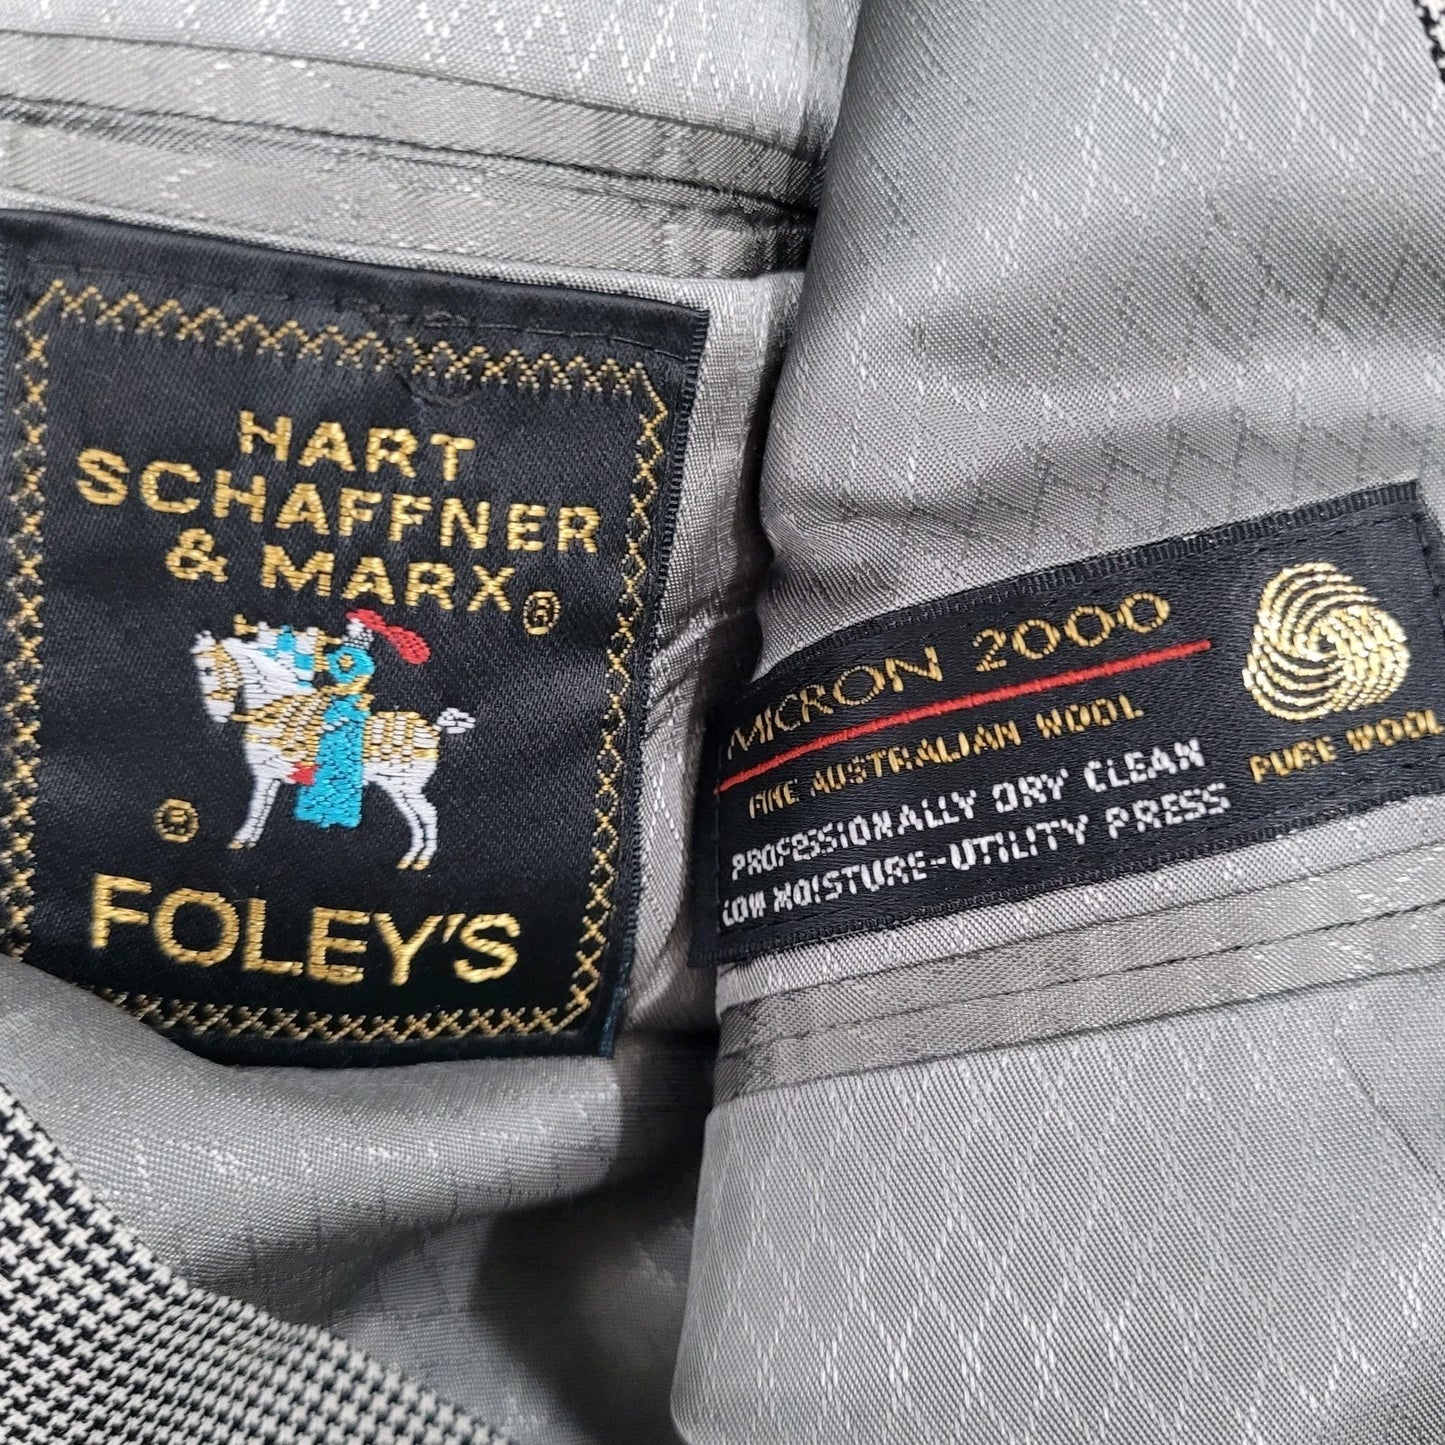 HART
SCHAFFNER
& MARX®
®
FOLEY'S
MICRON 2000
FINE AUSTRALIAN WOOL
PROFESSIONALLY DRY CLEAN
LOW MOISTURE-UTILITY PRESS
PURE WOOL